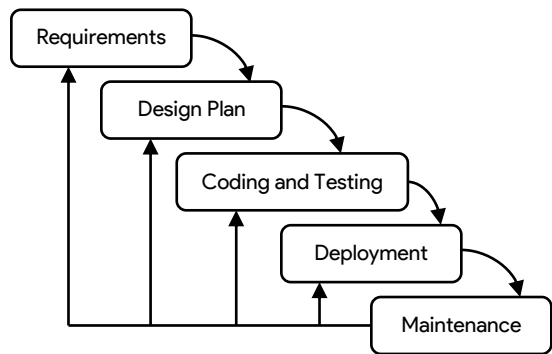 Requirements
Design Plan
Coding and Testing
Deployment
Maintenance